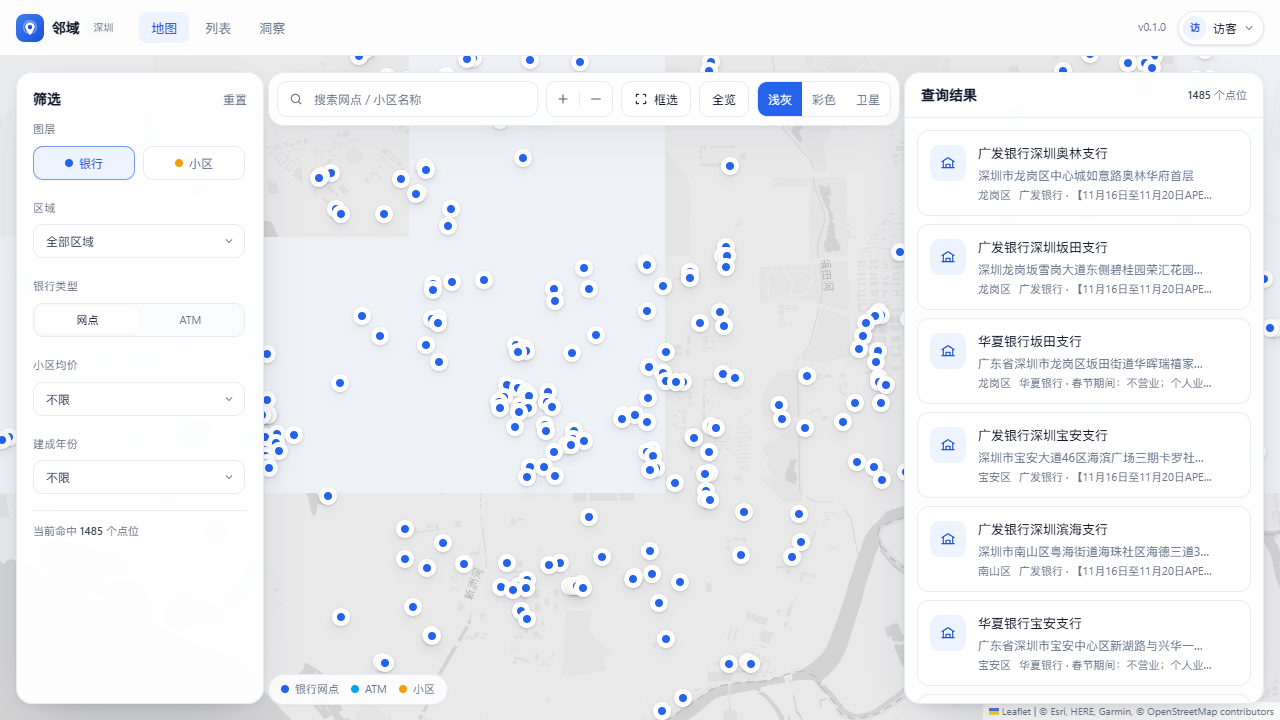 邻域 深圳 地图 列表 洞察 v0.1.0 访 访客
筛选 重置
图层
银行 小区
区域
全部区域
银行类型
网点 ATM
小区均价
不限
建成年份
不限
当前命中 1485 个点位
搜索网点 / 小区名称 + − 框选 全览 浅灰 彩色 卫星
福田河
新洲河
银行网点 ATM 小区
查询结果 1485 个点位
广发银行深圳奥林支行
深圳市龙岗区中心城如意路奥林华府首层
龙岗区 广发银行 · 【11月16日至11月20日APE...
广发银行深圳坂田支行
深圳龙岗坂雪岗大道东侧碧桂园荣汇花园...
龙岗区 广发银行 · 【11月16日至11月20日APE...
华夏银行坂田支行
广东省深圳市龙岗区坂田街道华晖瑞禧家...
龙岗区 华夏银行 · 春节期间：不营业；个人业...
广发银行深圳宝安支行
深圳市宝安大道46区海滨广场三期卡罗社...
宝安区 广发银行 · 【11月16日至11月20日APE...
广发银行深圳滨海支行
深圳市南山区粤海街道海珠社区海德三道3...
南山区 广发银行 · 【11月16日至11月20日APE...
华夏银行宝安支行
广东省深圳市宝安中心区新湖路与兴华一...
宝安区 华夏银行 · 春节期间：不营业；个人业...
Leaflet | © Esri, HERE, Garmin, © OpenStreetMap contributors